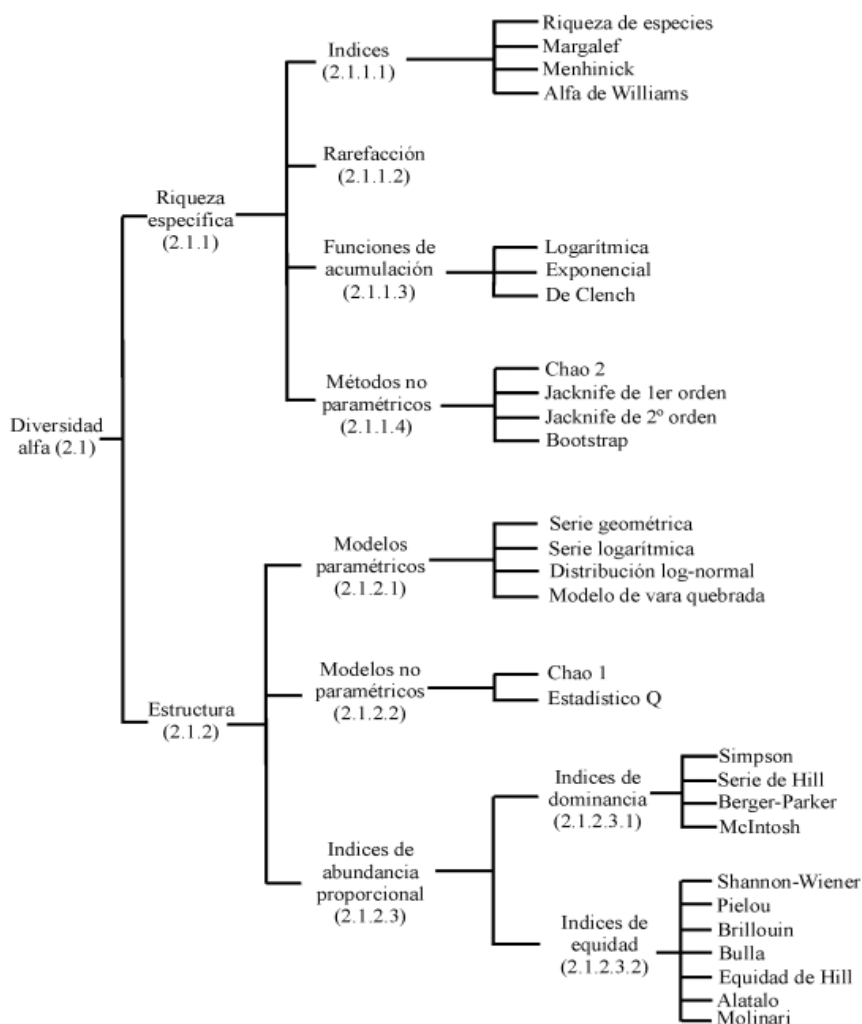 Diversidad
alfa (2.1)
Riqueza
específica
(2.1.1)
Indices
(2.1.1.1)
Riqueza de especies
Margalef
Menhinick
Alfa de Williams
Rarefacción
(2.1.1.2)
Funciones de
acumulación
(2.1.1.3)
Logarítmica
Exponencial
De Clench
Métodos no
paramétricos
(2.1.1.4)
Chao 2
Jacknife de 1er orden
Jacknife de 2º orden
Bootstrap
Estructura
(2.1.2)
Modelos
paramétricos
(2.1.2.1)
Serie geométrica
Serie logarítmica
Distribución log-normal
Modelo de vara quebrada
Modelos no
paramétricos
(2.1.2.2)
Chao 1
Estadístico Q
Indices de
abundancia
proporcional
(2.1.2.3)
Indices de
dominancia
(2.1.2.3.1)
Simpson
Serie de Hill
Berger-Parker
McIntosh
Indices de
equidad
(2.1.2.3.2)
Shannon-Wiener
Pielou
Brillouin
Bulla
Equidad de Hill
Alatalo
Molinari